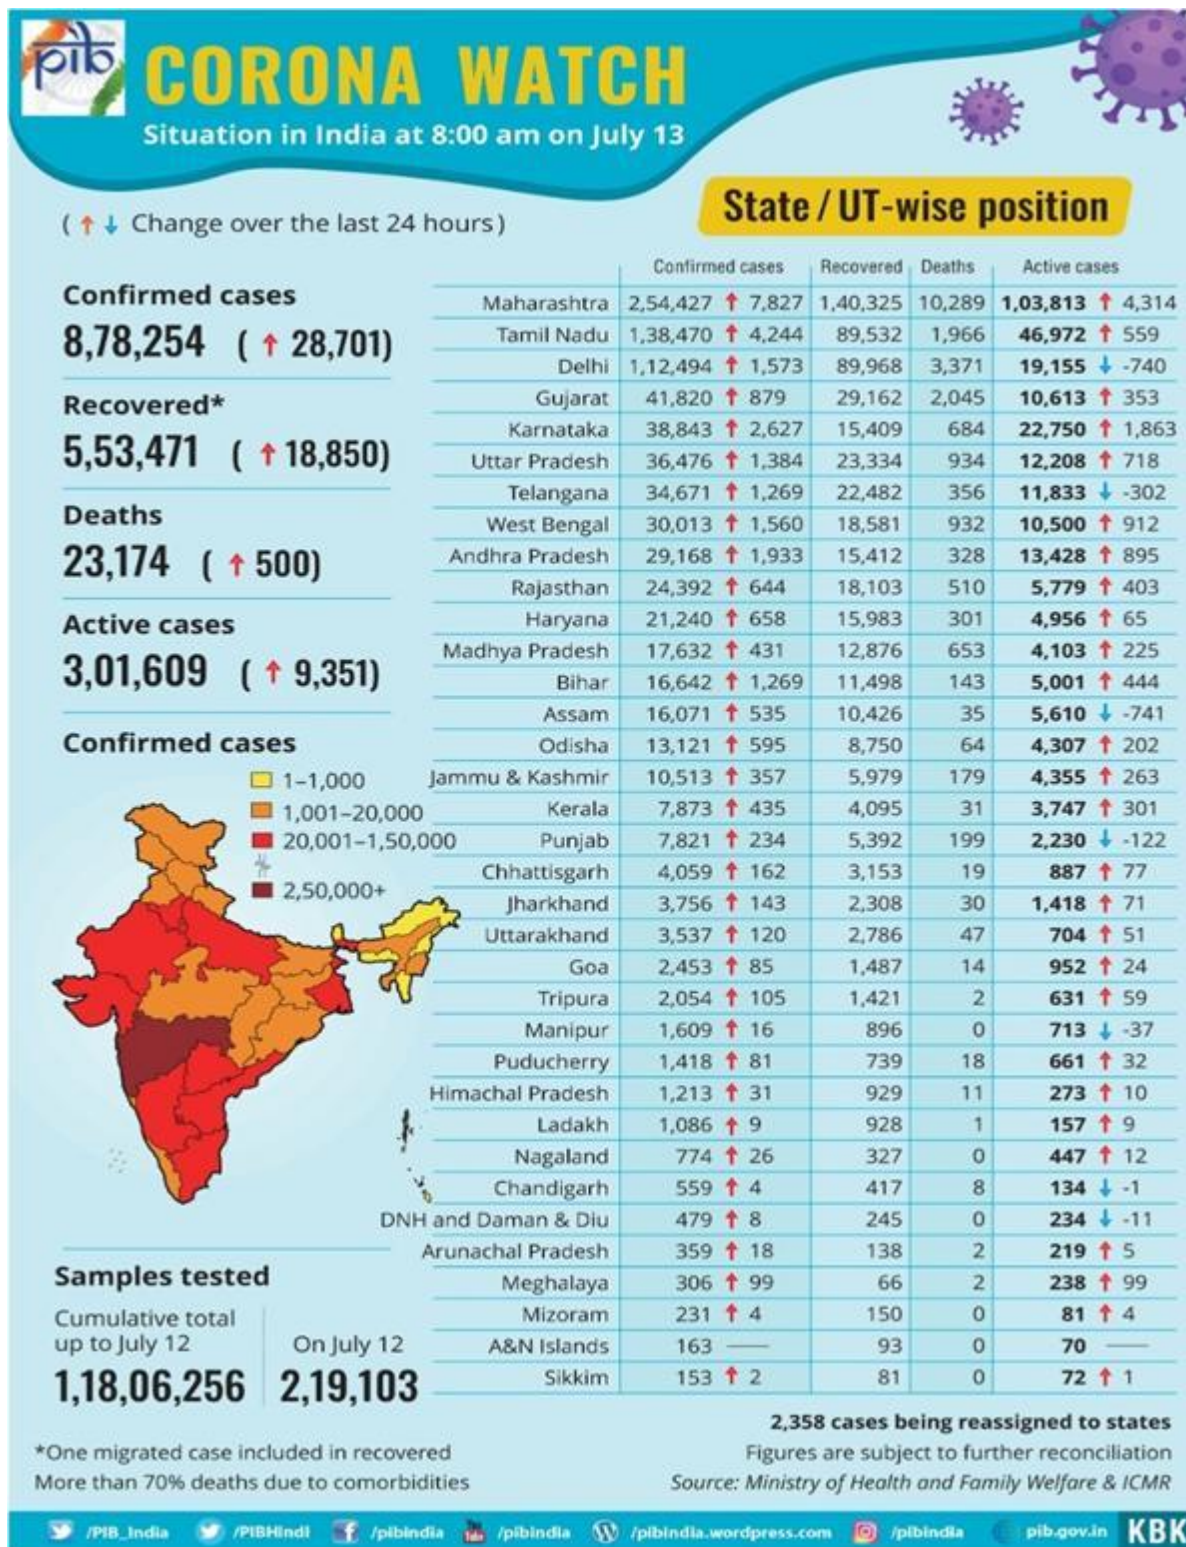 pib
CORONA WATCH
Situation in India at 8:00 am on July 13
( ↑ ↓ Change over the last 24 hours)
Confirmed cases
8,78,254 ( ↑ 28,701)
Recovered*
5,53,471 ( ↑ 18,850)
Deaths
23,174 ( ↑ 500)
Active cases
3,01,609 ( ↑ 9,351)
Confirmed cases
1–1,000
1,001–20,000
20,001–1,50,000
2,50,000+
Samples tested
Cumulative total
up to July 12
1,18,06,256
On July 12
2,19,103
*One migrated case included in recovered
More than 70% deaths due to comorbidities
State / UT-wise position
Confirmed cases Recovered Deaths Active cases
Maharashtra 2,54,427 ↑ 7,827 1,40,325 10,289 1,03,813 ↑ 4,314
Tamil Nadu 1,38,470 ↑ 4,244 89,532 1,966 46,972 ↑ 559
Delhi 1,12,494 ↑ 1,573 89,968 3,371 19,155 ↓ -740
Gujarat 41,820 ↑ 879 29,162 2,045 10,613 ↑ 353
Karnataka 38,843 ↑ 2,627 15,409 684 22,750 ↑ 1,863
Uttar Pradesh 36,476 ↑ 1,384 23,334 934 12,208 ↑ 718
Telangana 34,671 ↑ 1,269 22,482 356 11,833 ↓ -302
West Bengal 30,013 ↑ 1,560 18,581 932 10,500 ↑ 912
Andhra Pradesh 29,168 ↑ 1,933 15,412 328 13,428 ↑ 895
Rajasthan 24,392 ↑ 644 18,103 510 5,779 ↑ 403
Haryana 21,240 ↑ 658 15,983 301 4,956 ↑ 65
Madhya Pradesh 17,632 ↑ 431 12,876 653 4,103 ↑ 225
Bihar 16,642 ↑ 1,269 11,498 143 5,001 ↑ 444
Assam 16,071 ↑ 535 10,426 35 5,610 ↓ -741
Odisha 13,121 ↑ 595 8,750 64 4,307 ↑ 202
Jammu & Kashmir 10,513 ↑ 357 5,979 179 4,355 ↑ 263
Kerala 7,873 ↑ 435 4,095 31 3,747 ↑ 301
Punjab 7,821 ↑ 234 5,392 199 2,230 ↓ -122
Chhattisgarh 4,059 ↑ 162 3,153 19 887 ↑ 77
Jharkhand 3,756 ↑ 143 2,308 30 1,418 ↑ 71
Uttarakhand 3,537 ↑ 120 2,786 47 704 ↑ 51
Goa 2,453 ↑ 85 1,487 14 952 ↑ 24
Tripura 2,054 ↑ 105 1,421 2 631 ↑ 59
Manipur 1,609 ↑ 16 896 0 713 ↓ -37
Puducherry 1,418 ↑ 81 739 18 661 ↑ 32
Himachal Pradesh 1,213 ↑ 31 929 11 273 ↑ 10
Ladakh 1,086 ↑ 9 928 1 157 ↑ 9
Nagaland 774 ↑ 26 327 0 447 ↑ 12
Chandigarh 559 ↑ 4 417 8 134 ↓ -1
DNH and Daman & Diu 479 ↑ 8 245 0 234 ↓ -11
Arunachal Pradesh 359 ↑ 18 138 2 219 ↑ 5
Meghalaya 306 ↑ 99 66 2 238 ↑ 99
Mizoram 231 ↑ 4 150 0 81 ↑ 4
A&N Islands 163 — 93 0 70 —
Sikkim 153 ↑ 2 81 0 72 ↑ 1
2,358 cases being reassigned to states
Figures are subject to further reconciliation
Source: Ministry of Health and Family Welfare & ICMR
/PIB_India /PIBHindi /pibindia /pibindia /pibindia.wordpress.com /pibindia pib.gov.in KBK